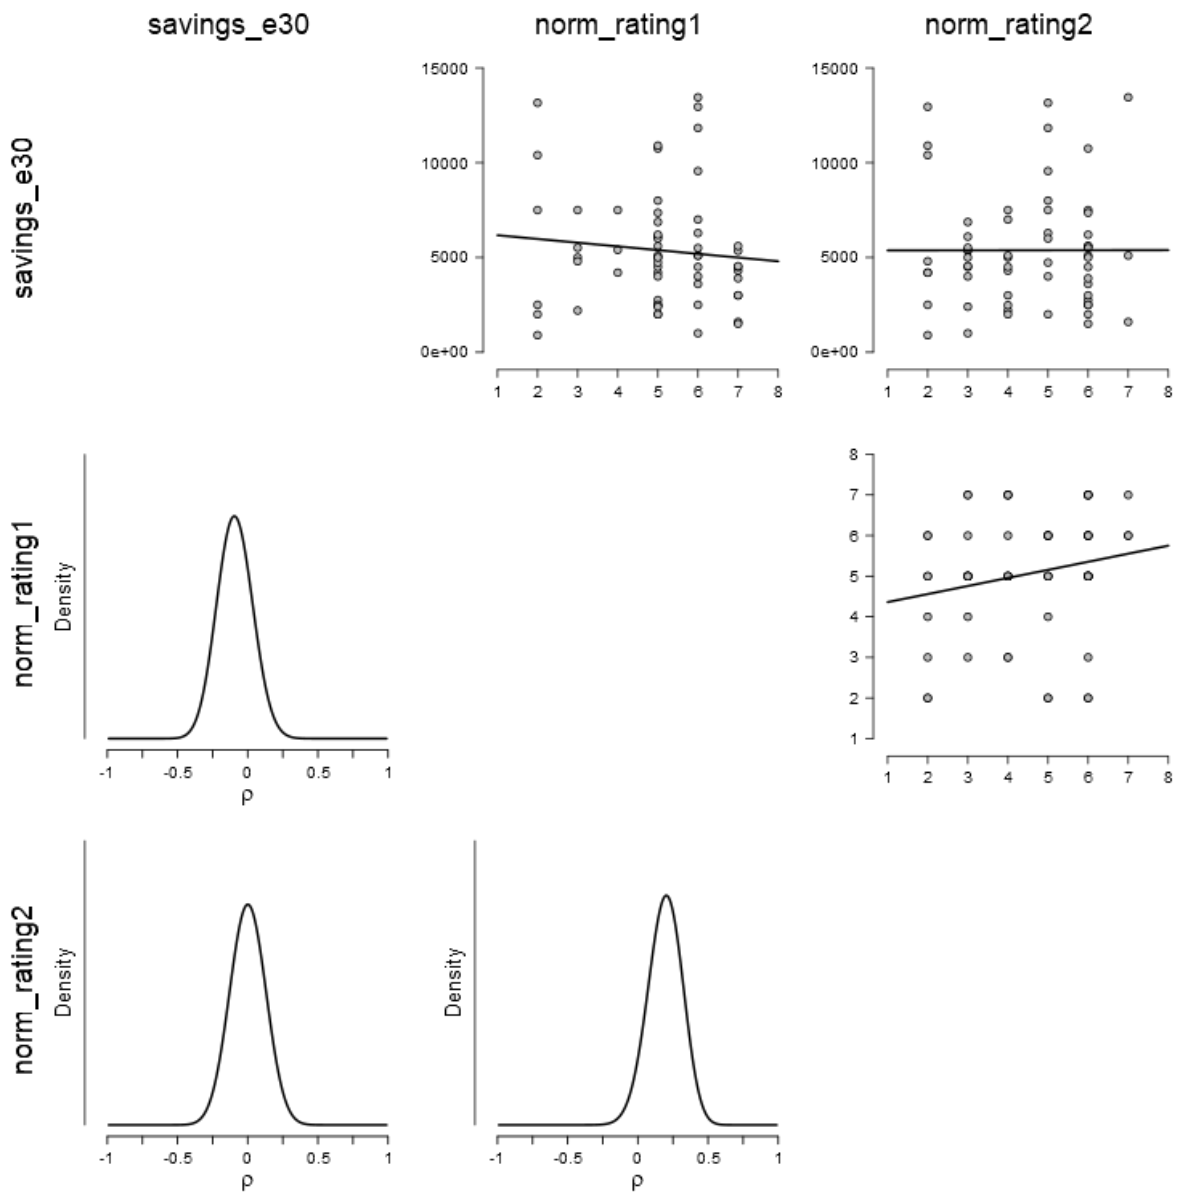 savings_e30 norm_rating1 norm_rating2
savings_e30
15000
10000
5000
0e+00
1 2 3 4 5 6 7 8
15000
10000
5000
0e+00
1 2 3 4 5 6 7 8
norm_rating1
Density
-1 -0.5 0 0.5 1
ρ
8
7
6
5
4
3
2
1
1 2 3 4 5 6 7 8
norm_rating2
Density
-1 -0.5 0 0.5 1
ρ
Density
-1 -0.5 0 0.5 1
ρ